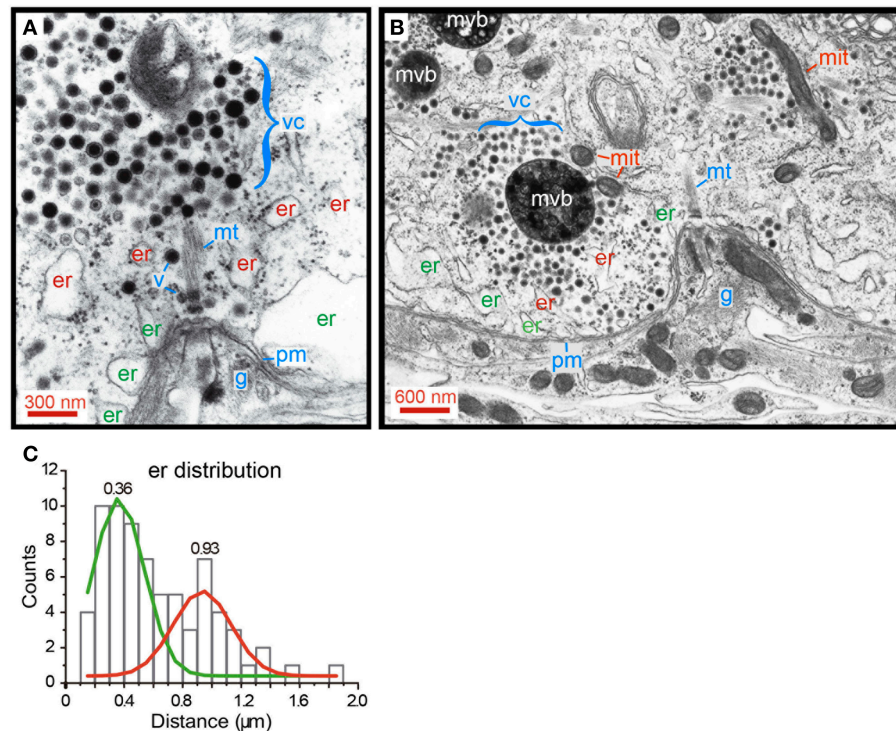 A
vc
er er
er mt
er er
v
er er
er
pm
g
er
300 nm
B
mvb
mvb
mit
vc
mit
mt
mvb
er
er er
er er
er
g
pm
600 nm
C
er distribution
12
10
8
6
4
2
0
Counts
0.36
0.93
0 0.4 0.8 1.2 1.6 2.0
Distance (µm)